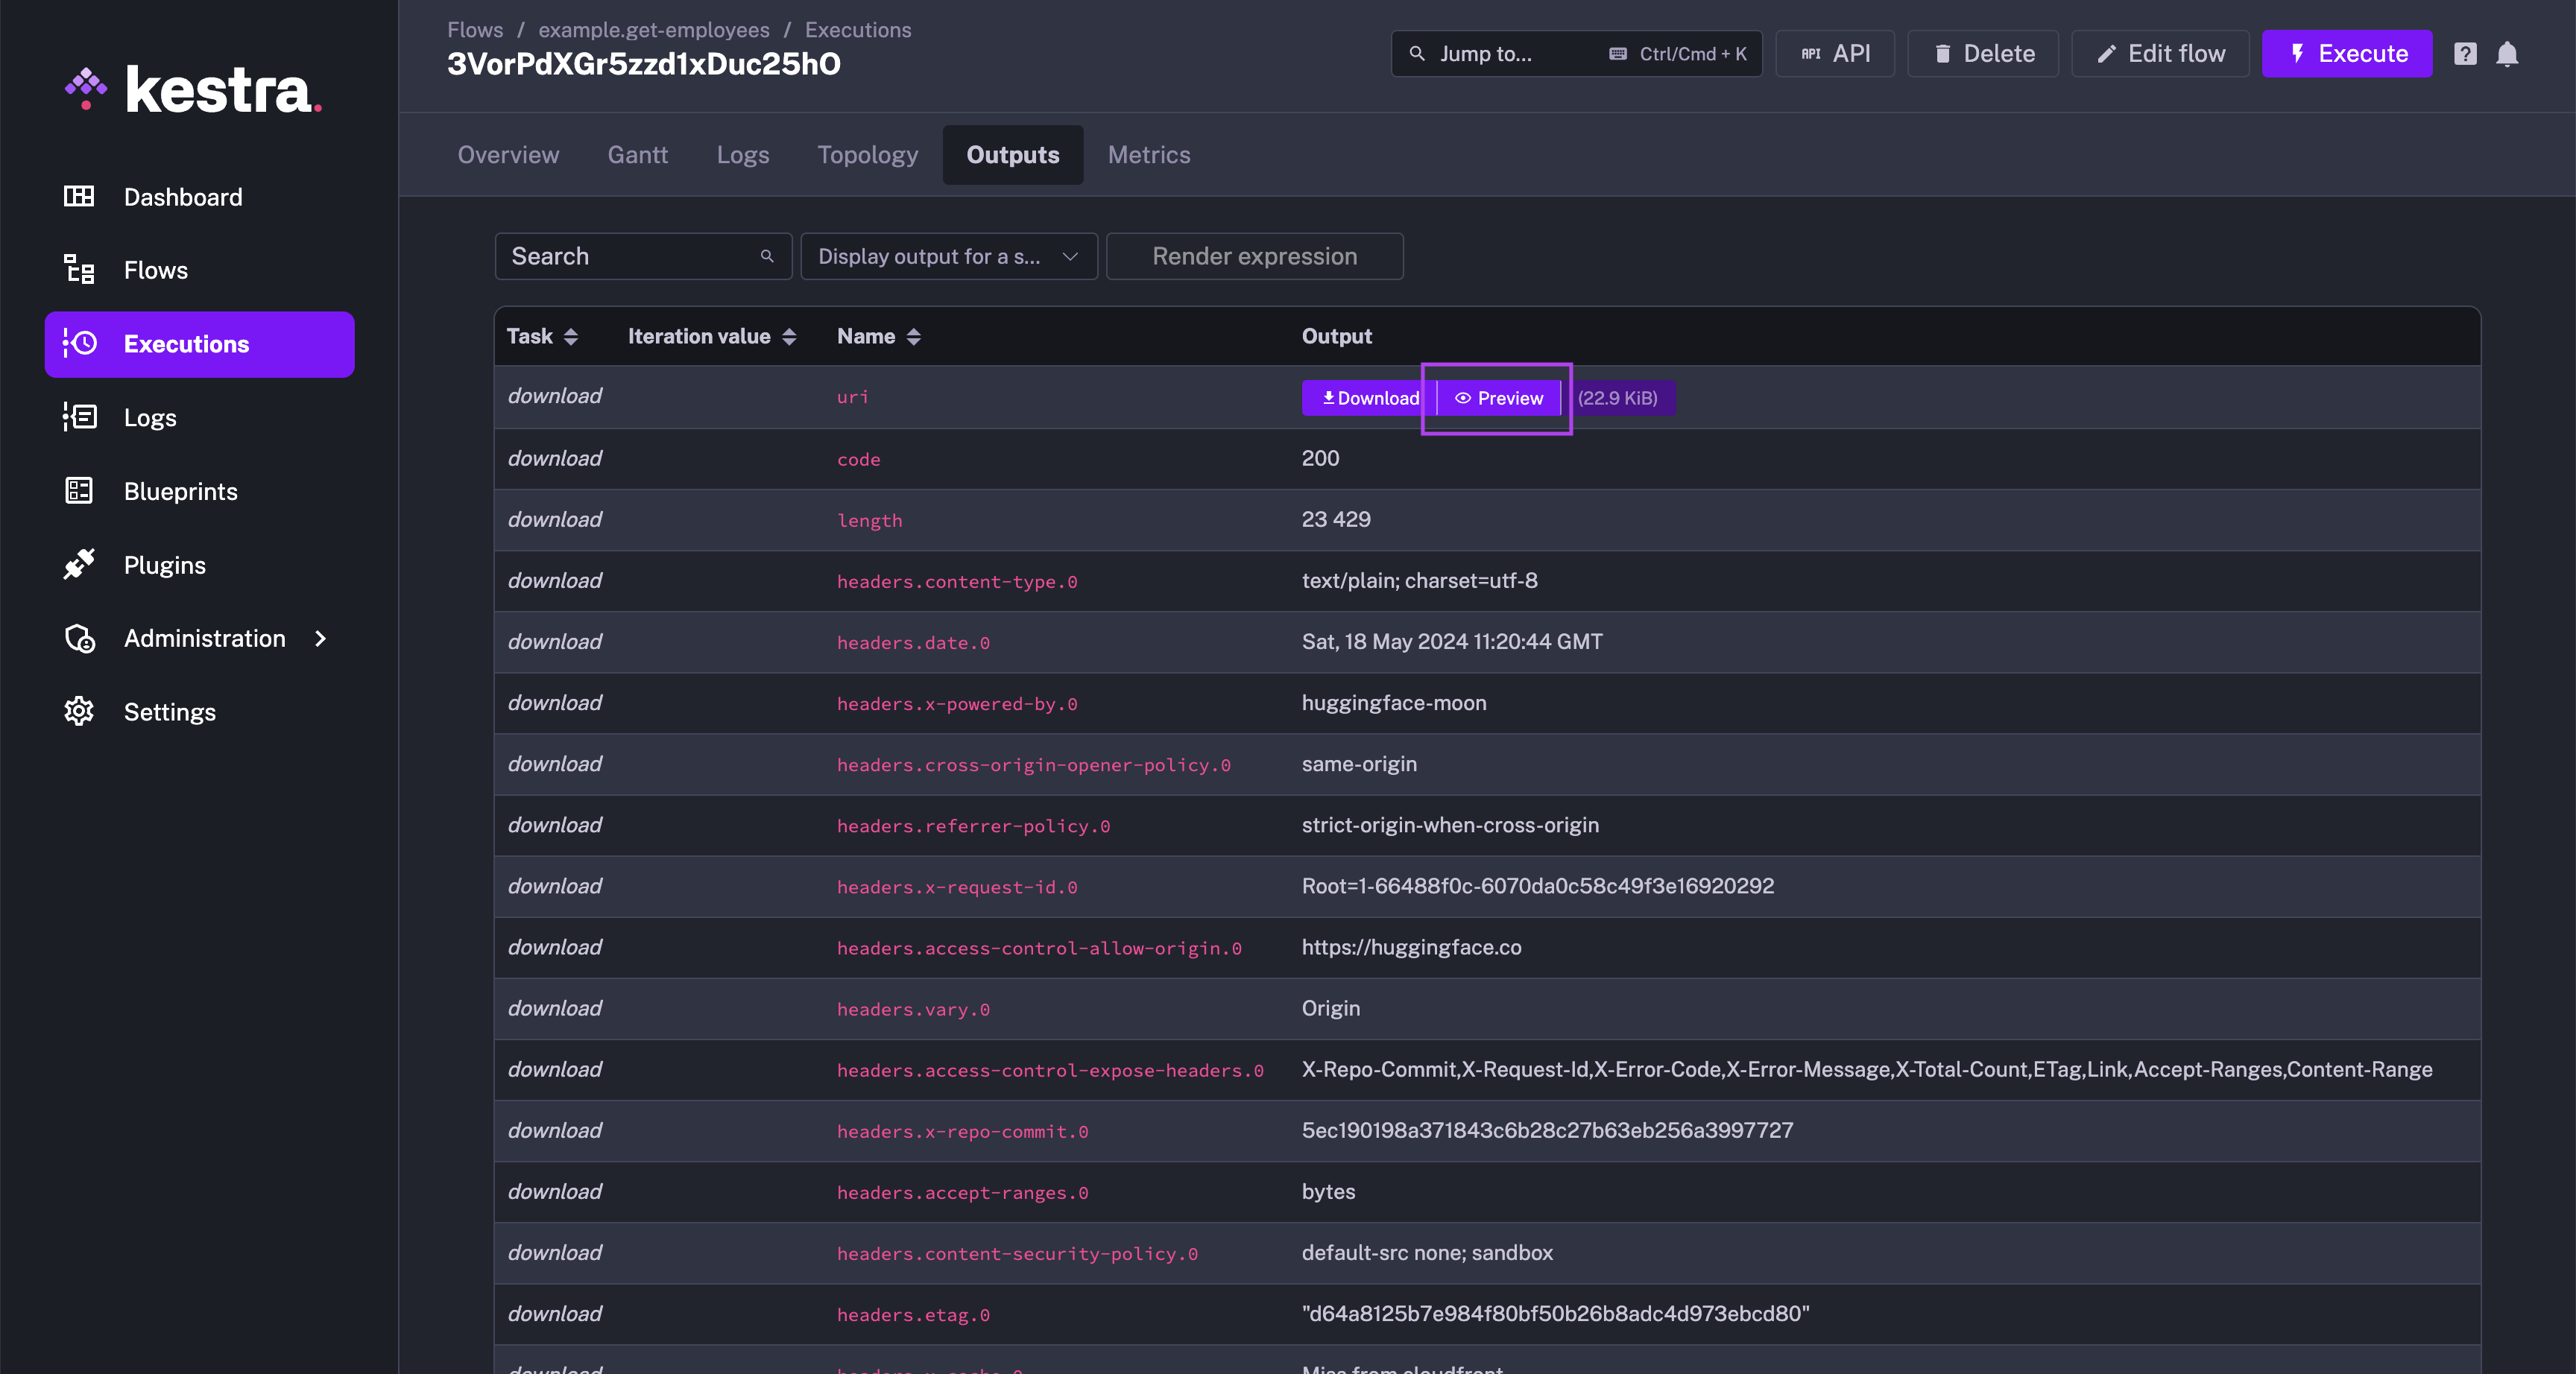 kestra.
Dashboard
Flows
Executions
Logs
Blueprints
Plugins
Administration
Settings
Flows / example.get-employees / Executions
3VorPdXGr5zzd1xDuc25hO
Jump to... Ctrl/Cmd + K
API API
Delete
Edit flow
Execute
?
Overview Gantt Logs Topology Outputs Metrics
Search Display output for a s... Render expression
Task Iteration value Name Output
download uri Download Preview (22.9 KiB)
download code 200
download length 23 429
download headers.content-type.0 text/plain; charset=utf-8
download headers.date.0 Sat, 18 May 2024 11:20:44 GMT
download headers.x-powered-by.0 huggingface-moon
download headers.cross-origin-opener-policy.0 same-origin
download headers.referrer-policy.0 strict-origin-when-cross-origin
download headers.x-request-id.0 Root=1-66488f0c-6070da0c58c49f3e16920292
download headers.access-control-allow-origin.0 https://huggingface.co
download headers.vary.0 Origin
download headers.access-control-expose-headers.0 X-Repo-Commit,X-Request-Id,X-Error-Code,X-Error-Message,X-Total-Count,ETag,Link,Accept-Ranges,Content-Range
download headers.x-repo-commit.0 5ec190198a371843c6b28c27b63eb256a3997727
download headers.accept-ranges.0 bytes
download headers.content-security-policy.0 default-src none; sandbox
download headers.etag.0 "d64a8125b7e984f80bf50b26b8adc4d973ebcd80"
download headers.x-cache.0 Miss from cloudfront